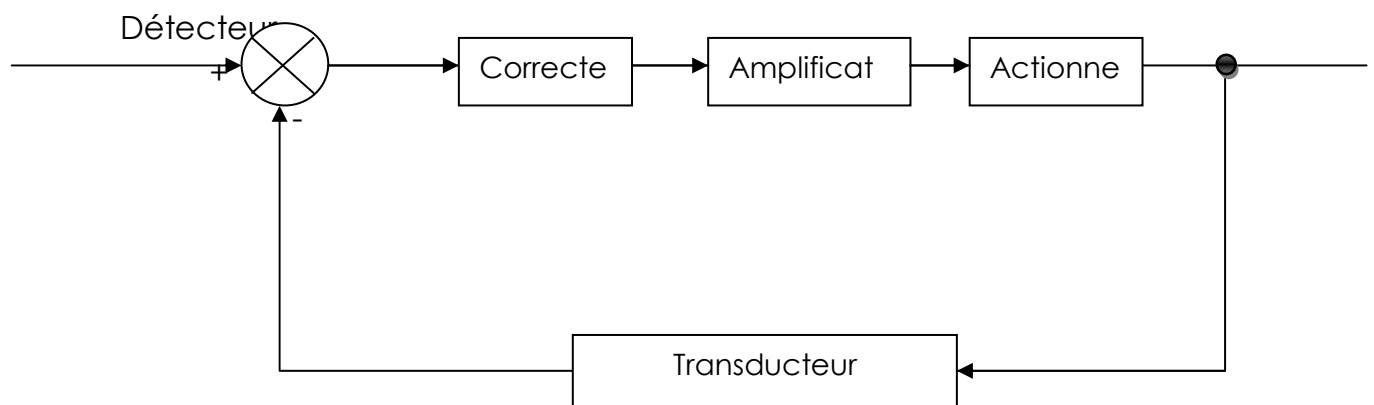 Détecteur
+
Correcte
Amplificat
Actionne
-
Transducteur